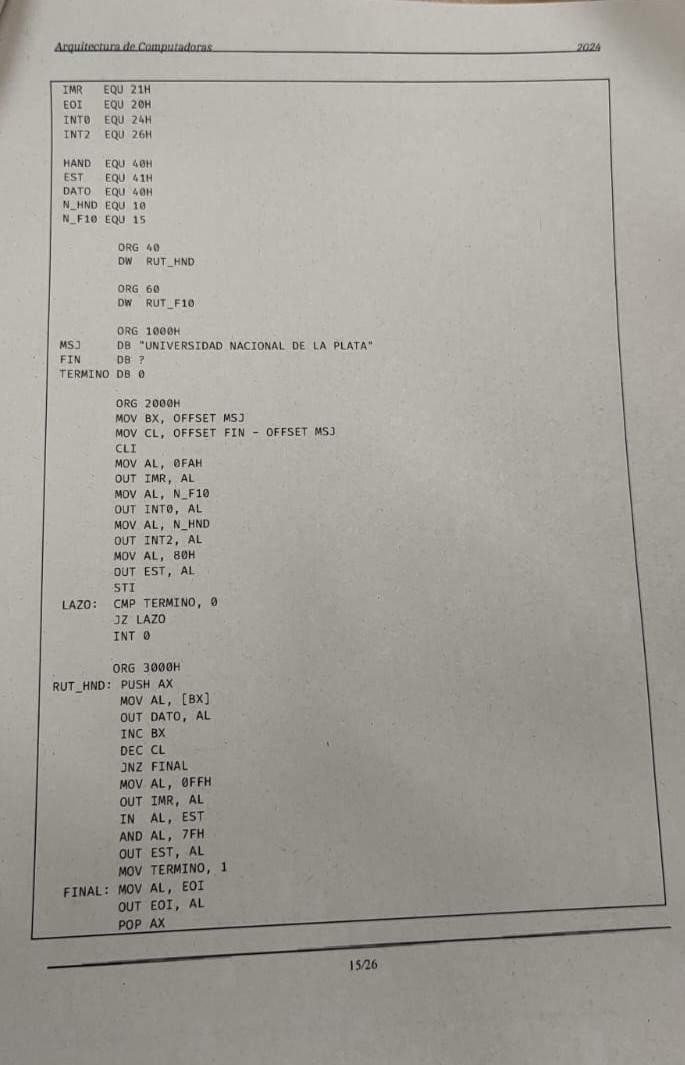 Arquitectura de Computadoras 2024
IMR EQU 21H
EOI EQU 20H
INT0 EQU 24H
INT2 EQU 26H
HAND EQU 40H
EST EQU 41H
DATO EQU 40H
N_HND EQU 10
N_F10 EQU 15
ORG 40
DW RUT_HND
ORG 60
DW RUT_F10
ORG 1000H
MSJ DB "UNIVERSIDAD NACIONAL DE LA PLATA"
FIN DB ?
TERMINO DB 0
ORG 2000H
MOV BX, OFFSET MSJ
MOV CL, OFFSET FIN - OFFSET MSJ
CLI
MOV AL, 0FAH
OUT IMR, AL
MOV AL, N_F10
OUT INT0, AL
MOV AL, N_HND
OUT INT2, AL
MOV AL, 80H
OUT EST, AL
STI
LAZO: CMP TERMINO, 0
JZ LAZO
INT 0
ORG 3000H
RUT_HND: PUSH AX
MOV AL, [BX]
OUT DATO, AL
INC BX
DEC CL
JNZ FINAL
MOV AL, 0FFH
OUT IMR, AL
IN AL, EST
AND AL, 7FH
OUT EST, AL
MOV TERMINO, 1
FINAL: MOV AL, EOI
OUT EOI, AL
POP AX
15/26